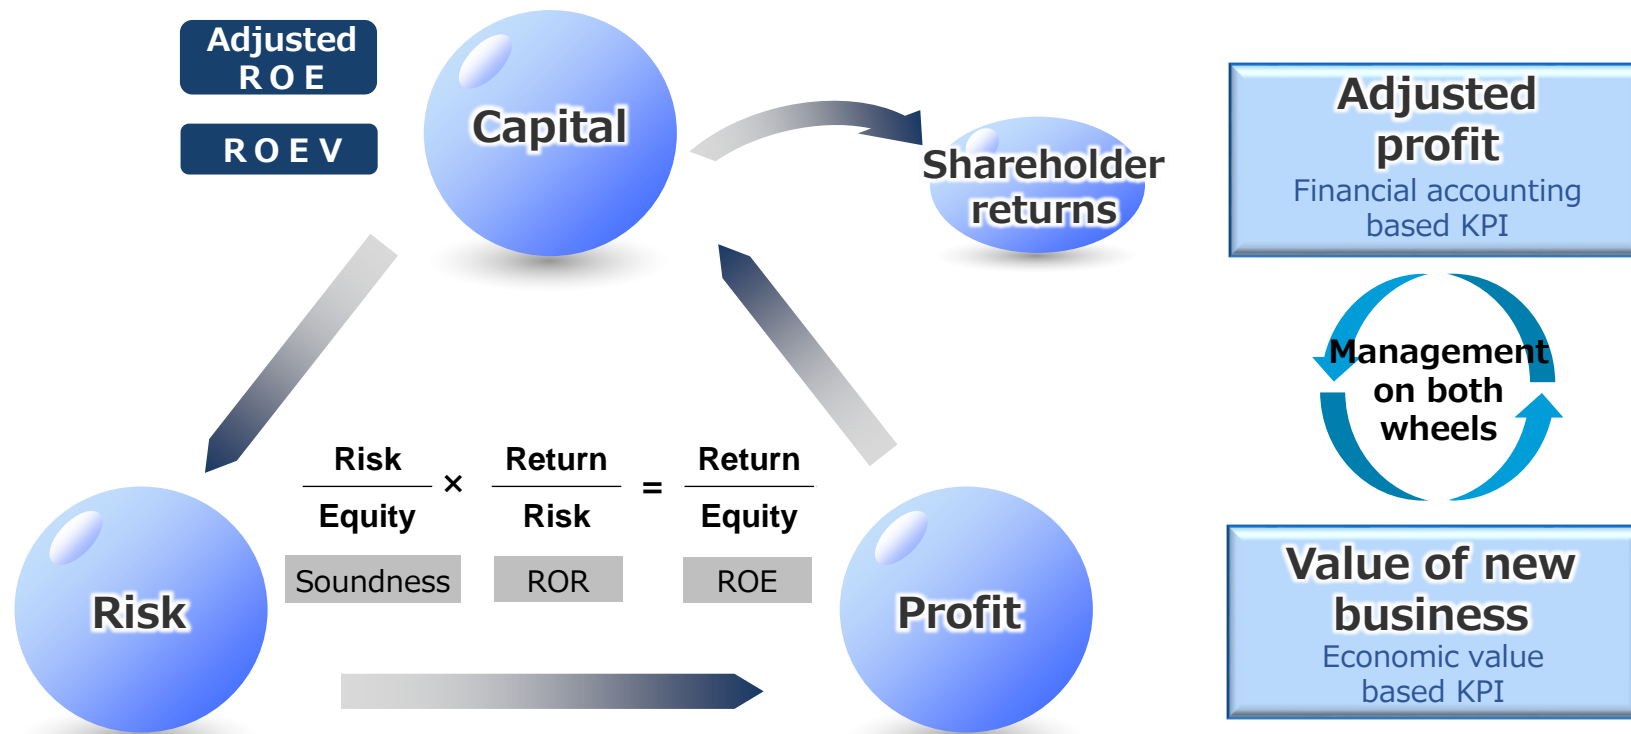 Adjusted
ROE
ROEV
Capital
Shareholder
returns
Risk
Equity
×
Return
Risk
=
Return
Equity
Soundness
ROR
ROE
Risk
Profit
Adjusted
profit
Financial accounting
based KPI
Management
on both
wheels
Value of new
business
Economic value
based KPI